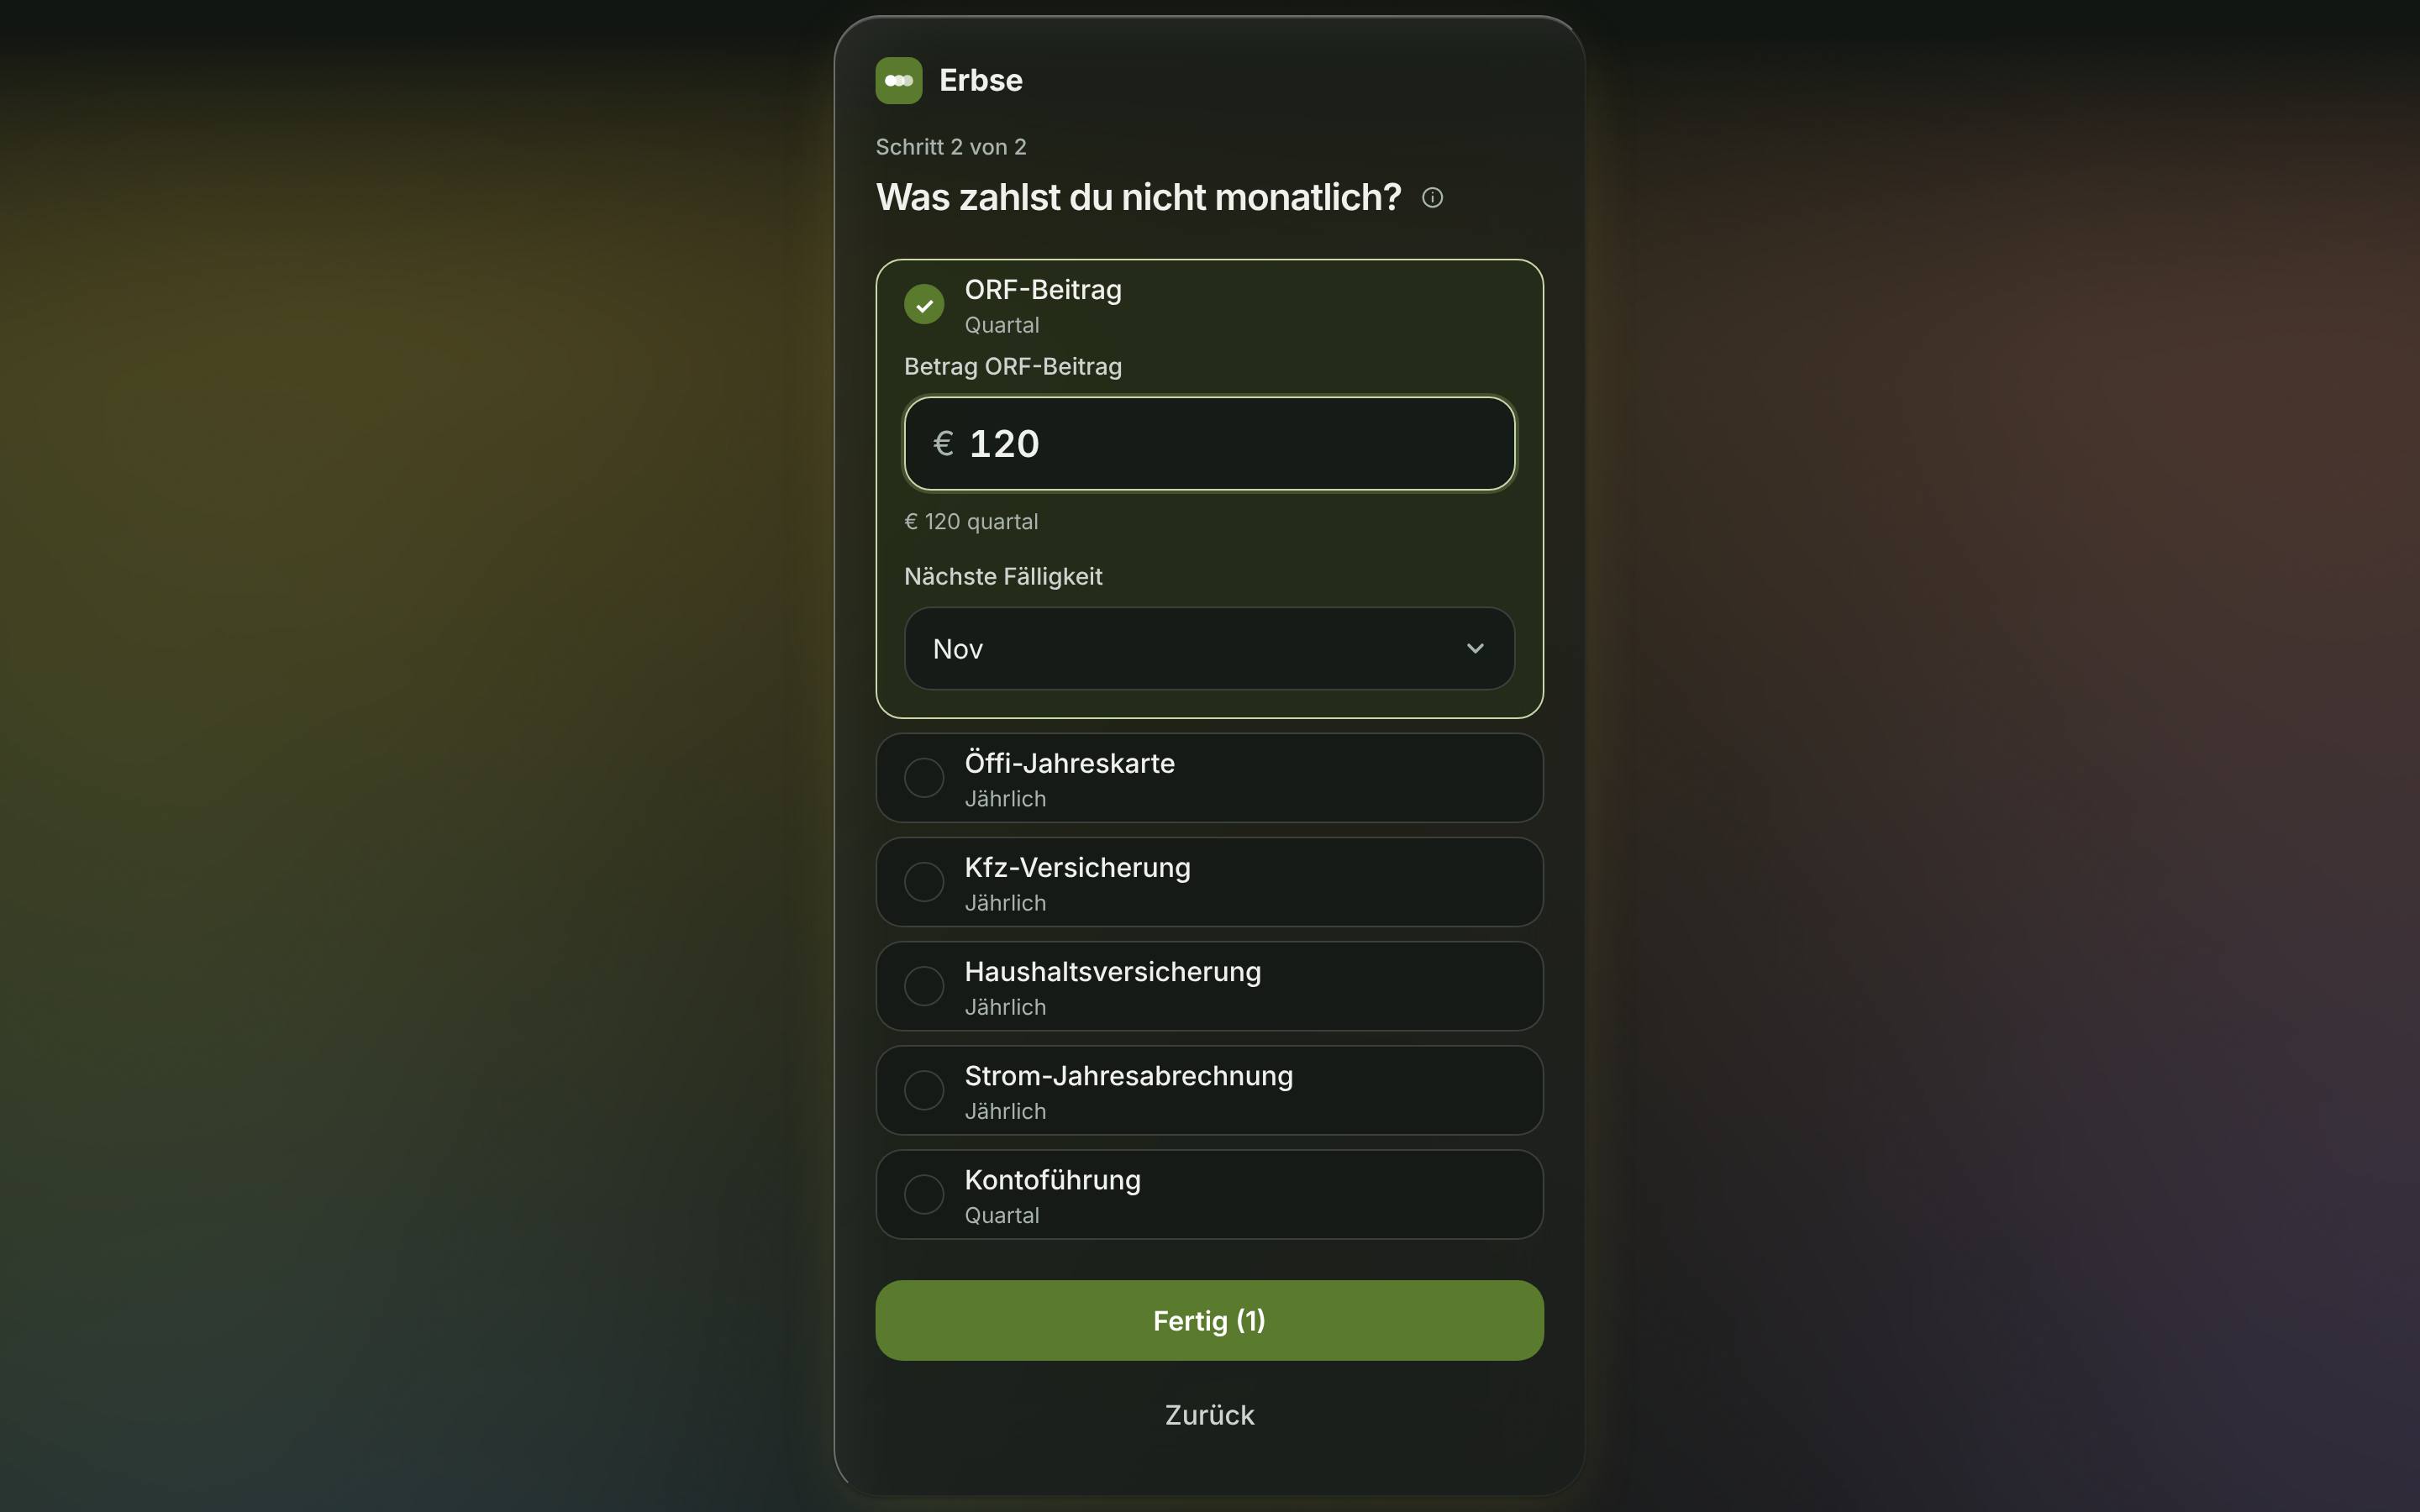 Erbse
Schritt 2 von 2
Was zahlst du nicht monatlich?
ORF-Beitrag
Quartal
Betrag ORF-Beitrag
€ 120
€ 120 quartal
Nächste Fälligkeit
Nov
Öffi-Jahreskarte
Jährlich
Kfz-Versicherung
Jährlich
Haushaltsversicherung
Jährlich
Strom-Jahresabrechnung
Jährlich
Kontoführung
Quartal
Fertig (1)
Zurück